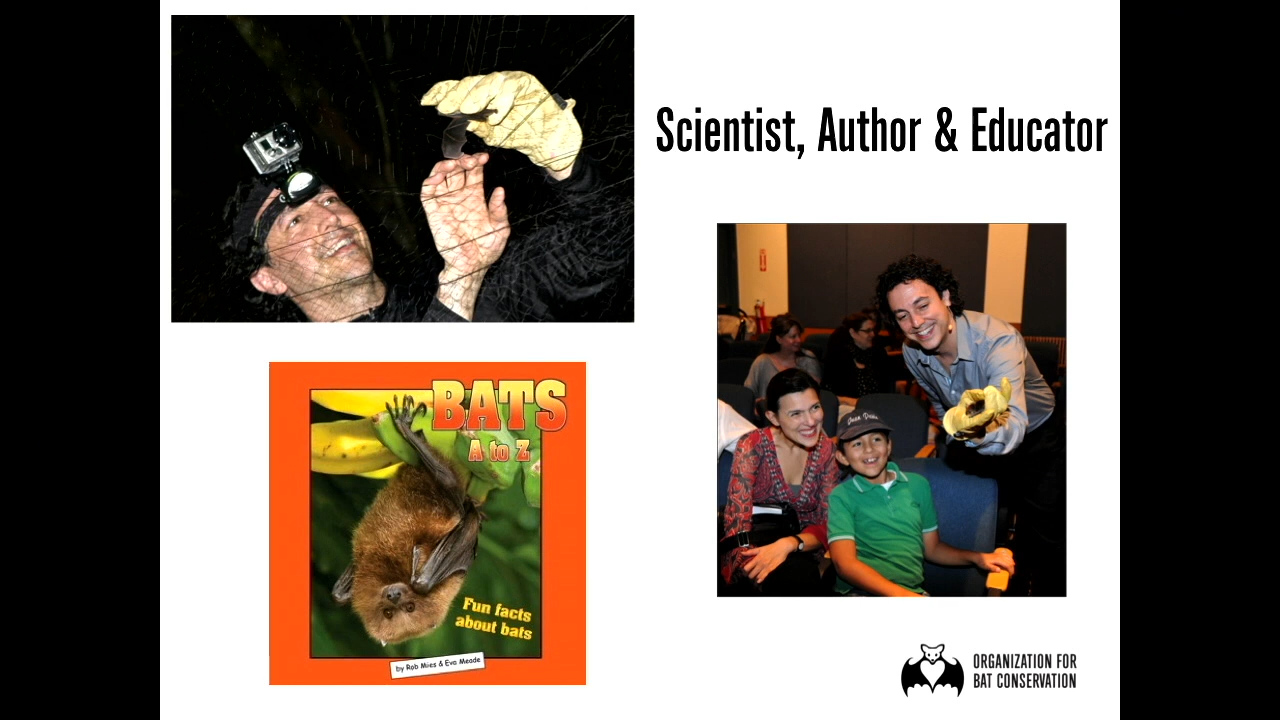 Scientist, Author & Educator
BATS
A to Z
Fun facts
about bats
by Rob Mies & Eva Meade
ORGANIZATION FOR
BAT CONSERVATION